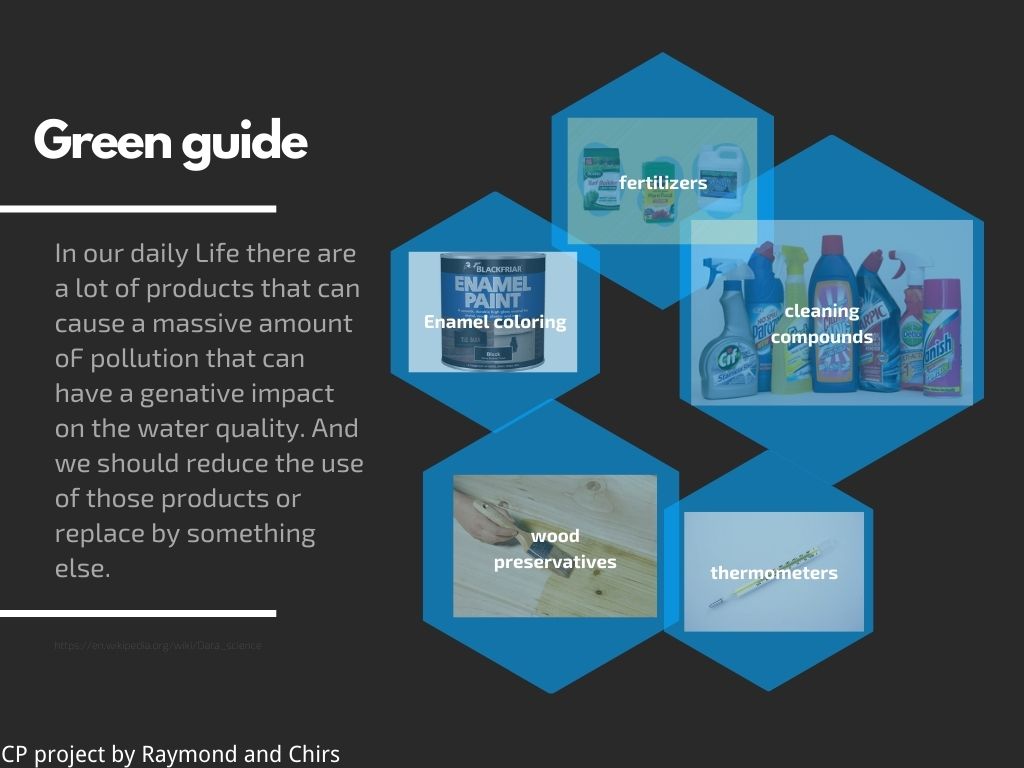 Green guide
In our daily Life there are
a lot of products that can
cause a massive amount
oF pollution that can
have a genative impact
on the water quality. And
we should reduce the use
of those products or
replace by something
else.
https://en.wikipedia.org/wiki/Data_science
CP project by Raymond and Chirs
fertilizers
BLACKFRIAR
ENAMEL
PAINT
Enamel coloring
Black
cleaning
compounds
Cif
wood
preservatives
thermometers